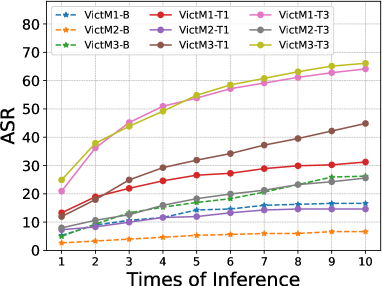 VictM1-B VictM1-T1 VictM1-T3
VictM2-B VictM2-T1 VictM2-T3
VictM3-B VictM3-T1 VictM3-T3
80
70
60
50
40
30
20
10
0
ASR
1 2 3 4 5 6 7 8 9 10
Times of Inference